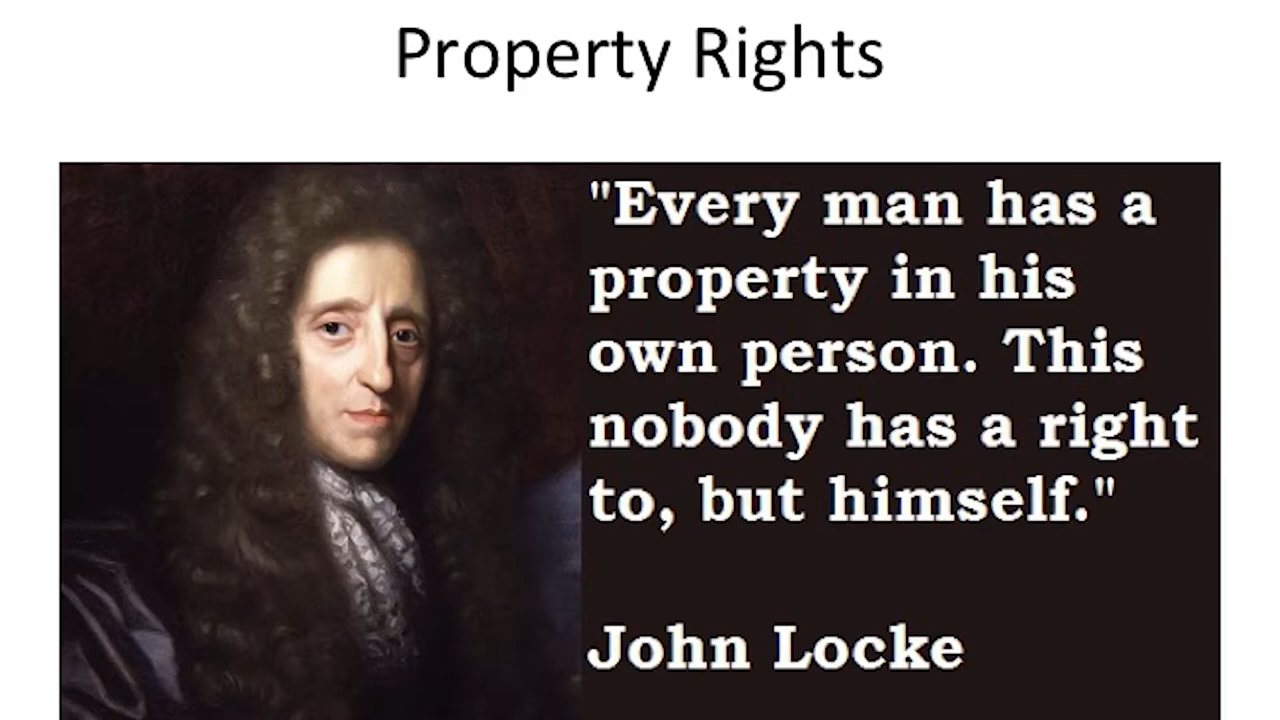 Property Rights
"Every man has a
property in his
own person. This
nobody has a right
to, but himself."
John Locke